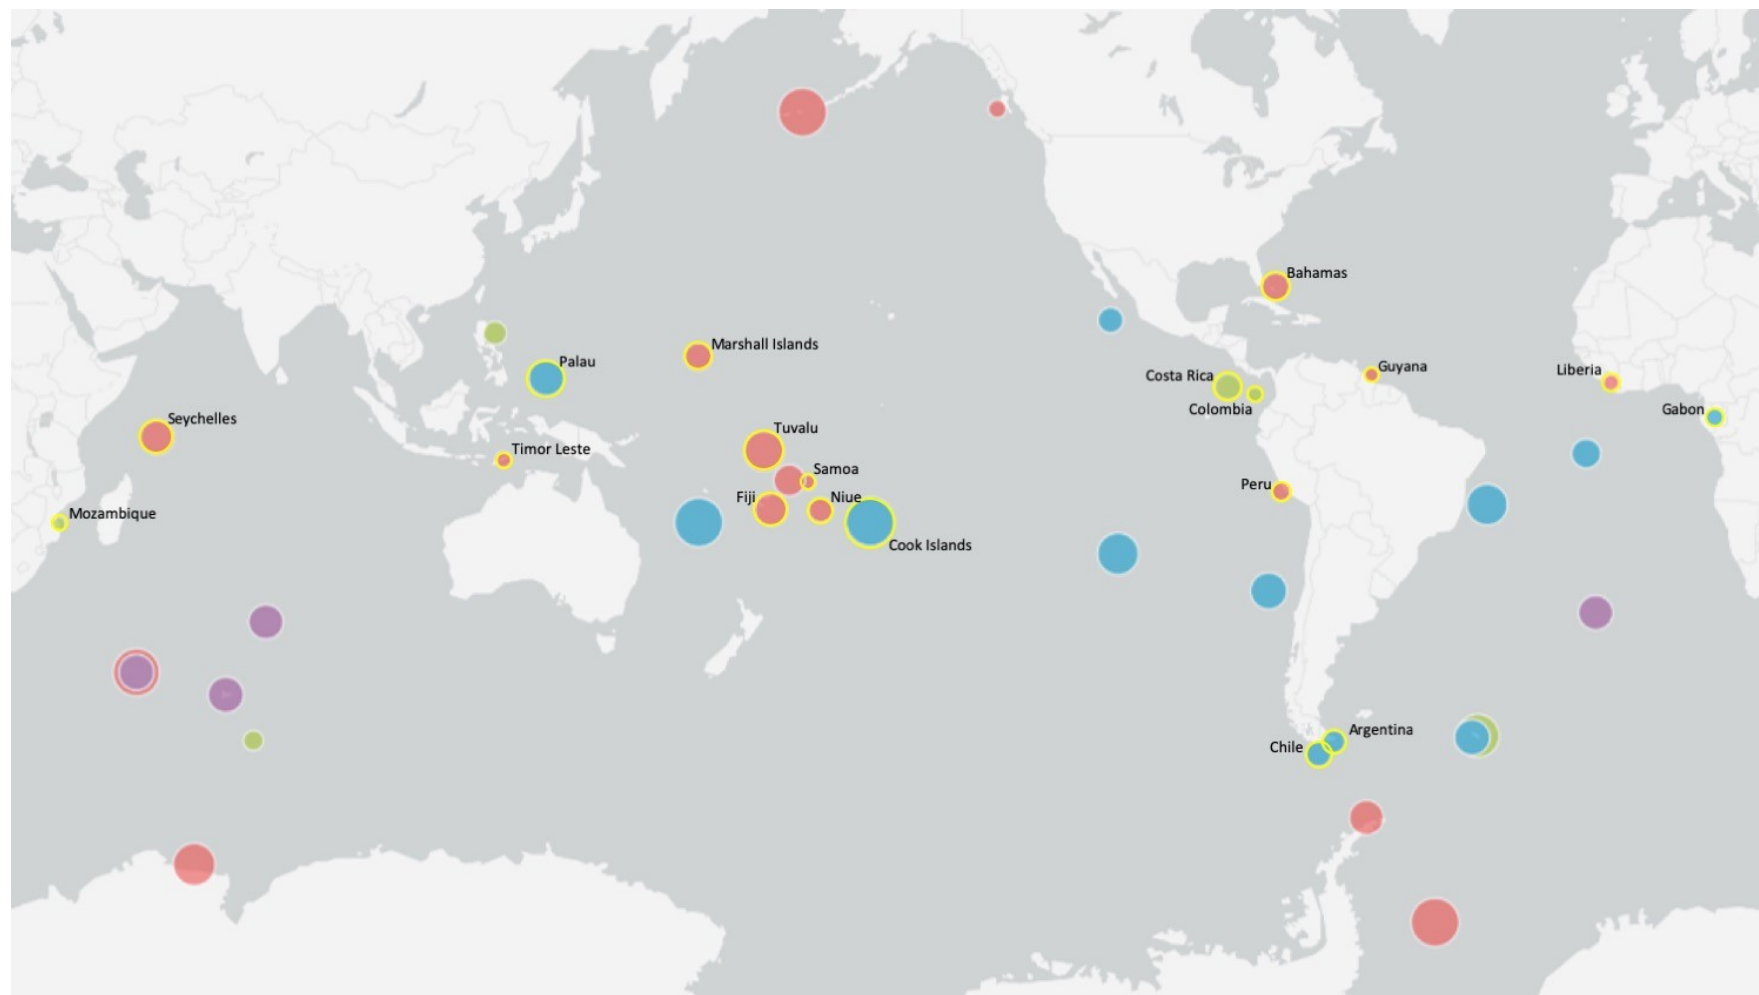 Bahamas
Marshall Islands
Palau
Guyana
Liberia
Costa Rica
Colombia
Gabon
Seychelles
Tuvalu
Timor Leste
Samoa
Peru
Fiji
Niue
Mozambique
Cook Islands
Argentina
Chile